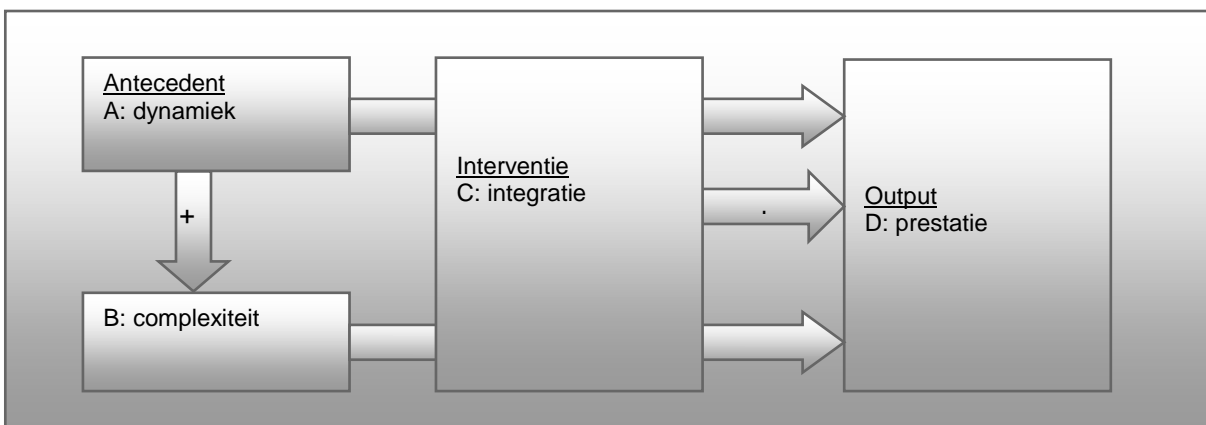 Antecedent
A: dynamiek
+
B: complexiteit
Interventie
C: integratie
.
Output
D: prestatie